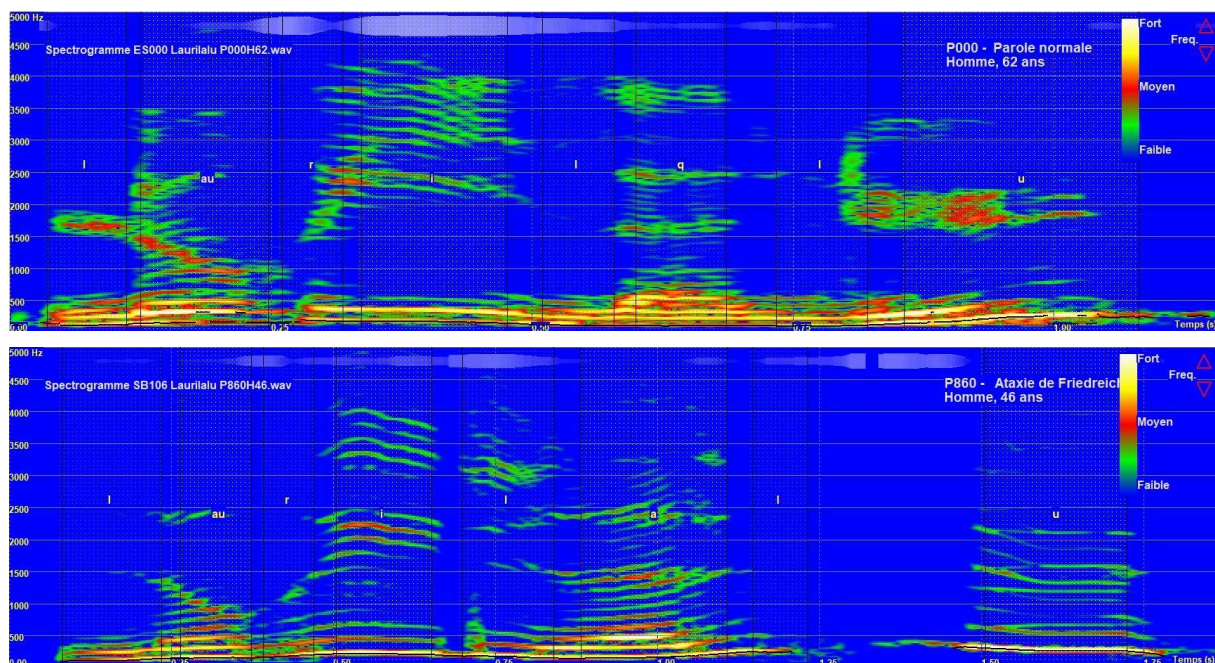 5000 Hz
Spectrogramme ES000 Laurilalu P000H62.wav
P000 - Parole normale
Homme, 62 ans
Fort
Freq.
Moyen
Faible
4500
4000
3500
3000
2500
2000
1500
1000
500
0.00
l au r i l q l u
0.25 0.50 0.75 1.00 Temps (s)
5000 Hz
Spectrogramme SB106 Laurilalu P860H46.wav
P860 - Ataxie de Friedreich
Homme, 46 ans
Fort
Freq.
Moyen
Faible
4500
4000
3500
3000
2500
2000
1500
1000
500
0.00
l au r i l a l u
0.25 0.50 0.75 1.00 1.25 1.50 1.75 Temps (s)